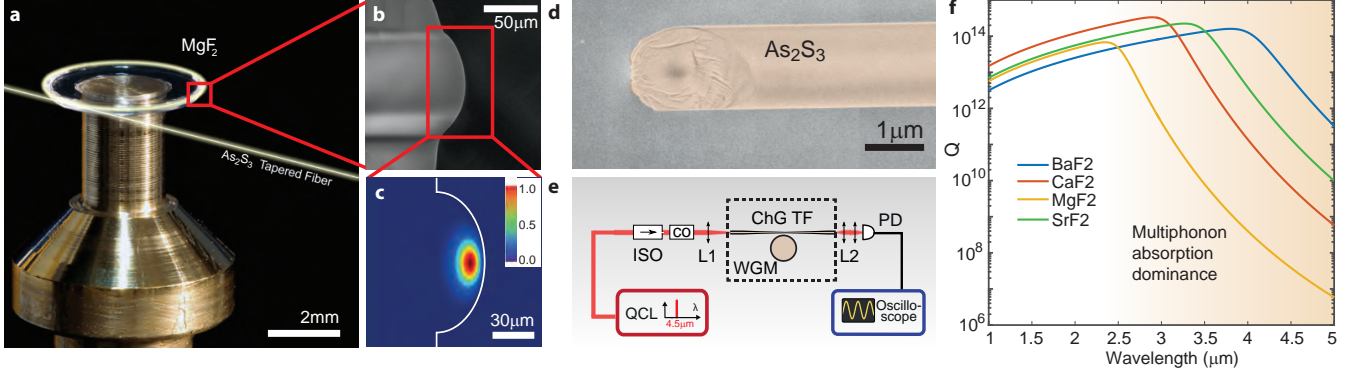 a
MgF2
As2S3 Tapered Fiber
2mm
b
50μm
c
1.0
0.5
0.0
30μm
d
As2S3
1μm
e
ISO
CO
L1
ChG TF
WGM
L2
PD
QCL
λ
4.5μm
Oscillo-
scope
f
Q
10^14
10^12
10^10
10^8
10^6
BaF2
CaF2
MgF2
SrF2
Multiphonon
absorption
dominance
1 1.5 2 2.5 3 3.5 4 4.5 5
Wavelength (μm)